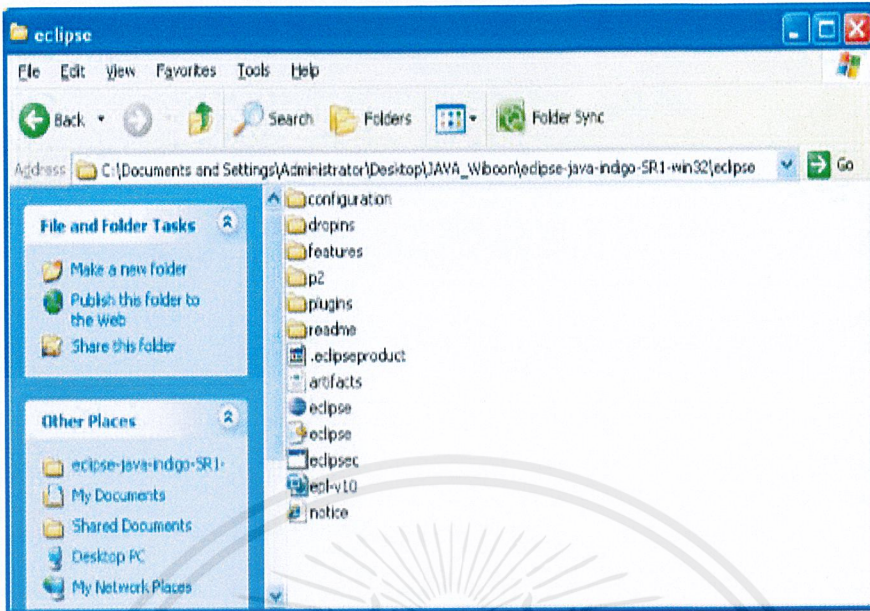 eclipse
File Edit View Favorites Tools Help
Back Search Folders Folder Sync
Address C:\Documents and Settings\Administrator\Desktop\JAVA_Wiboon\eclipse-java-indigo-SR1-win32\eclipse Go
File and Folder Tasks
Make a new folder
Publish this folder to
the Web
Share this folder
Other Places
eclipse-java-indigo-SR1-
My Documents
Shared Documents
Desktop PC
My Network Places
configuration
dropins
features
p2
plugins
readme
.eclipseproduct
artifacts
eclipse
eclipse
eclipsec
epl-v10
notice